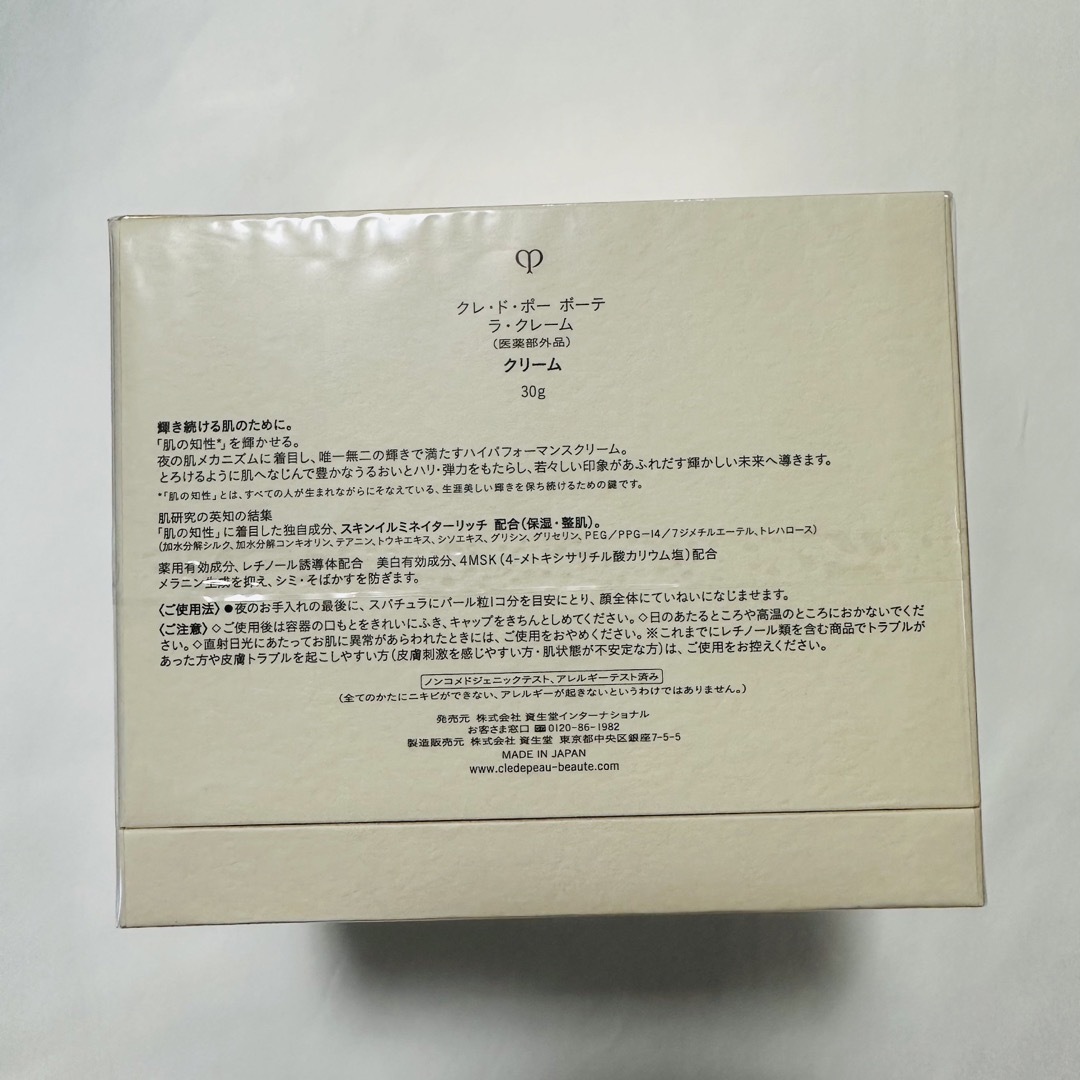 クレ・ド・ポー ボーテ
ラ・クレーム
(医薬部外品)
クリーム
30g
輝き続ける肌のために。
「肌の知性*」を輝かせる。
夜の肌メカニズムに着目し、唯一無二の輝きで満たすハイパフォーマンスクリーム。
とろけるように肌へなじんで豊かなうるおいとハリ・弾力をもたらし、若々しい印象があふれだす輝かしい未来へ導きます。
*「肌の知性」とは、すべての人が生まれながらにそなえている、生涯美しい輝きを保ち続けるための鍵です。
肌研究の英知の結集
「肌の知性」に着目した独自成分、スキンイルミネイターリッチ 配合(保湿・整肌)。
(加水分解シルク、加水分解コンキオリン、テアニン、トウキエキス、シソエキス、グリシン、グリセリン、PEG/PPG-14/7ジメチルエーテル、トレハロース)
薬用有効成分、レチノール誘導体配合 美白有効成分、4MSK(4-メトキシサリチル酸カリウム塩)配合
メラニン生成を抑え、シミ・そばかすを防ぎます。
〈ご使用法〉●夜のお手入れの最後に、スパチュラにパール粒1コ分を目安にとり、顔全体にていねいになじませます。
〈ご注意〉◇ご使用後は容器の口もとをきれいにふき、キャップをきちんとしめてください。◇日のあたるところや高温のところにおかないでくだ
さい。◇直射日光にあたってお肌に異常があらわれたときには、ご使用をおやめください。※これまでにレチノール類を含む商品でトラブルが
あった方や皮膚トラブルを起こしやすい方(皮膚刺激を感じやすい方・肌状態が不安定な方)は、ご使用をお控えください。
ノンコメドジェニックテスト、アレルギーテスト済み
(全てのかたにニキビができない、アレルギーが起きないというわけではありません。)
発売元 株式会社 資生堂インターナショナル
お客さま窓口 0120-86-1982
製造販売元 株式会社 資生堂 東京都中央区銀座7-5-5
MADE IN JAPAN
www.cledepeau-beaute.com